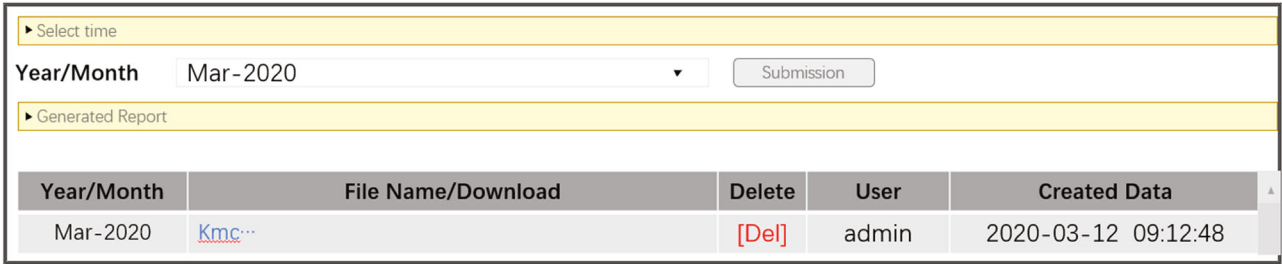 Select time
Year/Month Mar-2020 Submission
Generated Report
Year/Month File Name/Download Delete User Created Data
Mar-2020 Kmc… [Del] admin 2020-03-12 09:12:48